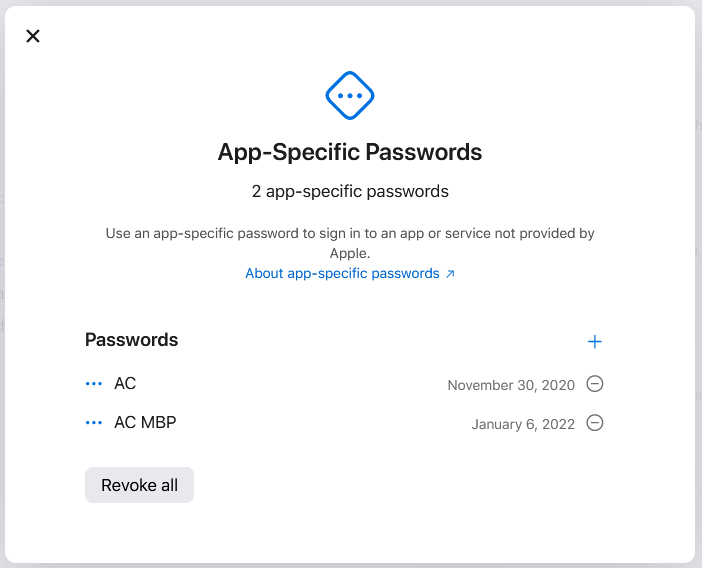 App-Specific Passwords
2 app-specific passwords
Use an app-specific password to sign in to an app or service not provided by
Apple.
About app-specific passwords ↗
Passwords
AC November 30, 2020
AC MBP January 6, 2022
Revoke all